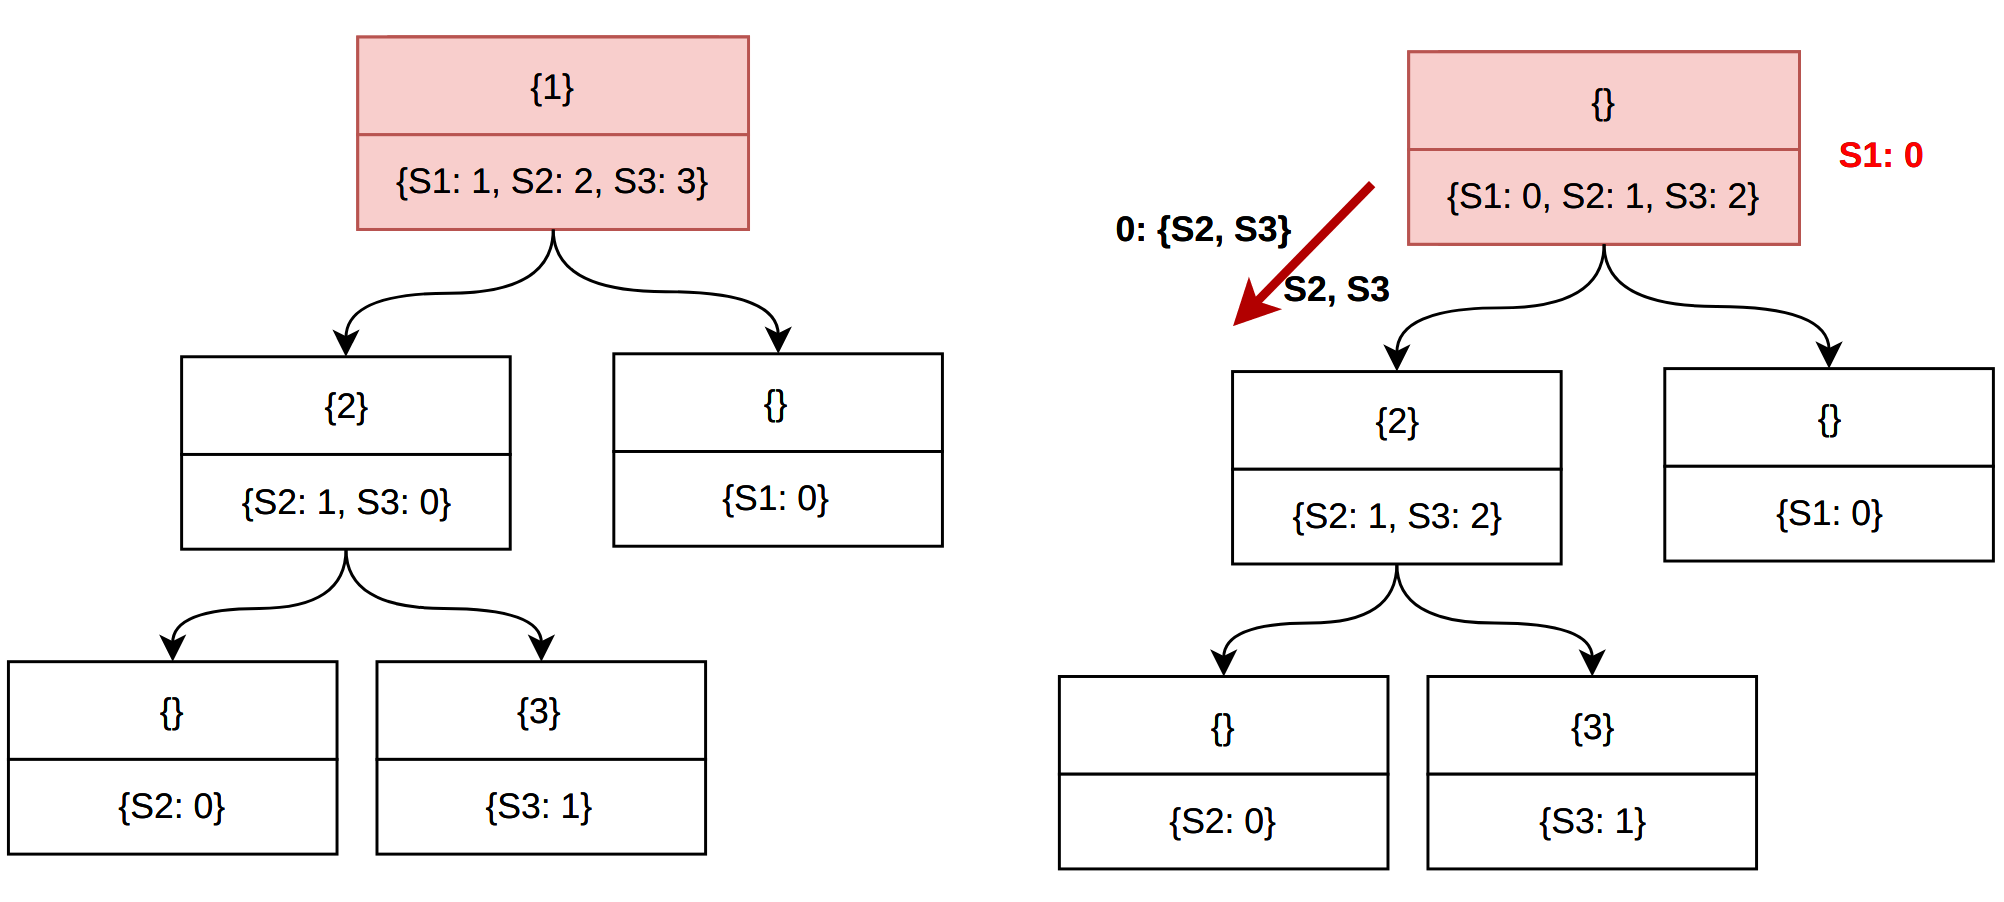 {1}
{S1: 1, S2: 2, S3: 3}
{2}
{S2: 1, S3: 0}
{}
{S1: 0}
{}
{S2: 0}
{3}
{S3: 1}
{}
{S1: 0, S2: 1, S3: 2}
S1: 0
0: {S2, S3}
S2, S3
{2}
{S2: 1, S3: 2}
{}
{S1: 0}
{}
{S2: 0}
{3}
{S3: 1}